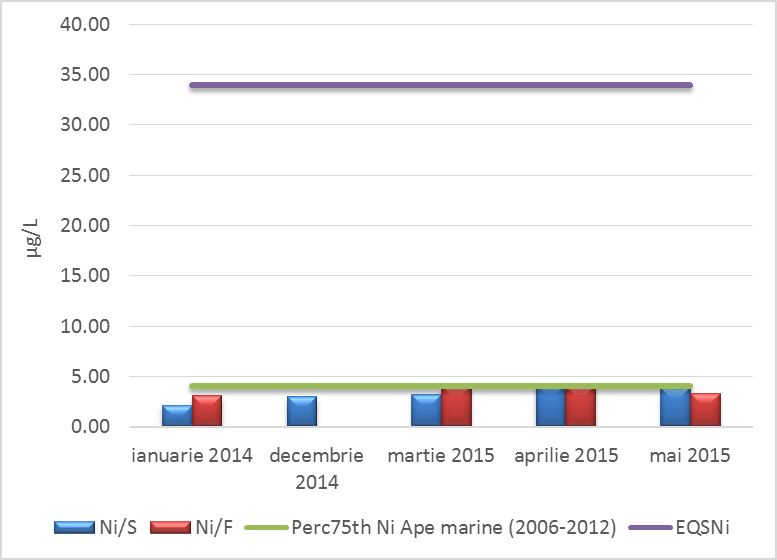 40.00
35.00
30.00
25.00
20.00
15.00
10.00
5.00
0.00
µg/L
ianuarie 2014
decembrie
2014
martie 2015
aprilie 2015
mai 2015
Ni/S
Ni/F
Perc75th Ni Ape marine (2006-2012)
EQSNi